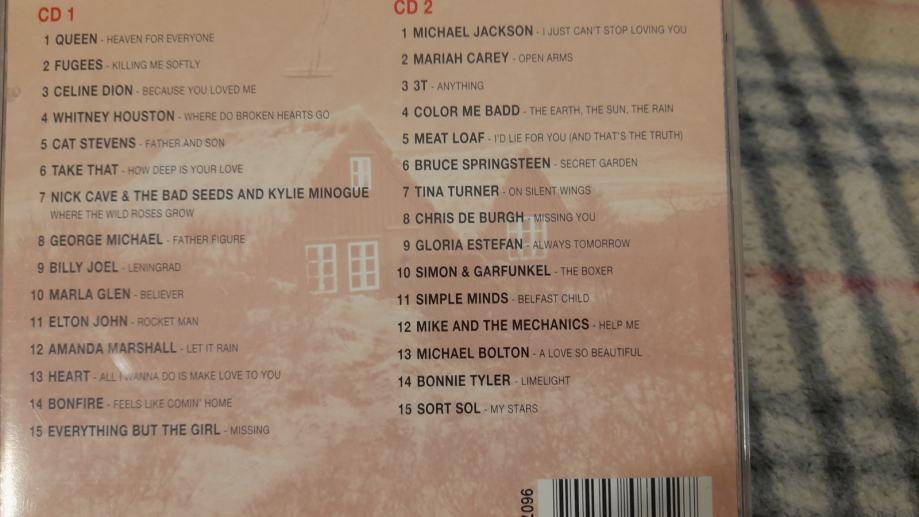 CD 1
1 QUEEN - HEAVEN FOR EVERYONE
2 FUGEES - KILLING ME SOFTLY
3 CELINE DION - BECAUSE YOU LOVED ME
4 WHITNEY HOUSTON - WHERE DO BROKEN HEARTS GO
5 CAT STEVENS - FATHER AND SON
6 TAKE THAT - HOW DEEP IS YOUR LOVE
7 NICK CAVE & THE BAD SEEDS AND KYLIE MINOGUE
WHERE THE WILD ROSES GROW
8 GEORGE MICHAEL - FATHER FIGURE
9 BILLY JOEL - LENINGRAD
10 MARLA GLEN - BELIEVER
11 ELTON JOHN - ROCKET MAN
12 AMANDA MARSHALL - LET IT RAIN
13 HEART - ALL I WANNA DO IS MAKE LOVE TO YOU
14 BONFIRE - FEELS LIKE COMIN' HOME
15 EVERYTHING BUT THE GIRL - MISSING
CD 2
1 MICHAEL JACKSON - I JUST CAN'T STOP LOVING YOU
2 MARIAH CAREY - OPEN ARMS
3 3T - ANYTHING
4 COLOR ME BADD - THE EARTH, THE SUN, THE RAIN
5 MEAT LOAF - I'D LIE FOR YOU (AND THAT'S THE TRUTH)
6 BRUCE SPRINGSTEEN - SECRET GARDEN
7 TINA TURNER - ON SILENT WINGS
8 CHRIS DE BURGH - MISSING YOU
9 GLORIA ESTEFAN - ALWAYS TOMORROW
10 SIMON & GARFUNKEL - THE BOXER
11 SIMPLE MINDS - BELFAST CHILD
12 MIKE AND THE MECHANICS - HELP ME
13 MICHAEL BOLTON - A LOVE SO BEAUTIFUL
14 BONNIE TYLER - LIMELIGHT
15 SORT SOL - MY STARS